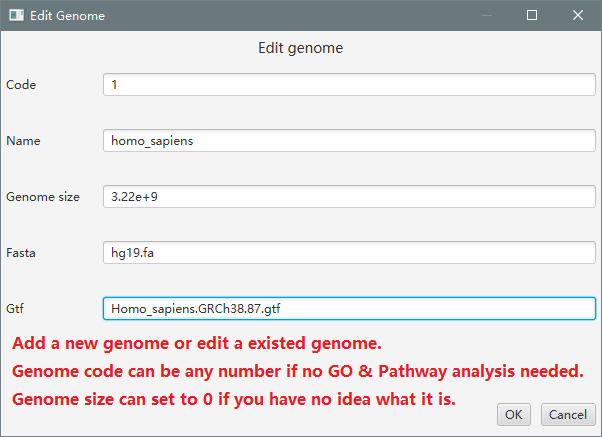 Edit Genome
Edit genome
Code 1
Name homo_sapiens
Genome size 3.22e+9
Fasta hg19.fa
Gtf Homo_sapiens.GRCh38.87.gtf
Add a new genome or edit a existed genome.
Genome code can be any number if no GO & Pathway analysis needed.
Genome size can set to 0 if you have no idea what it is.
OK Cancel